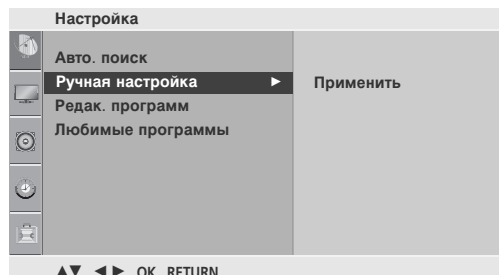 Настройка
Авто. поиск
Ручная настройка ► Применить
Редак. программ
Любимые программы
▲▼ ◄► OK RETURN